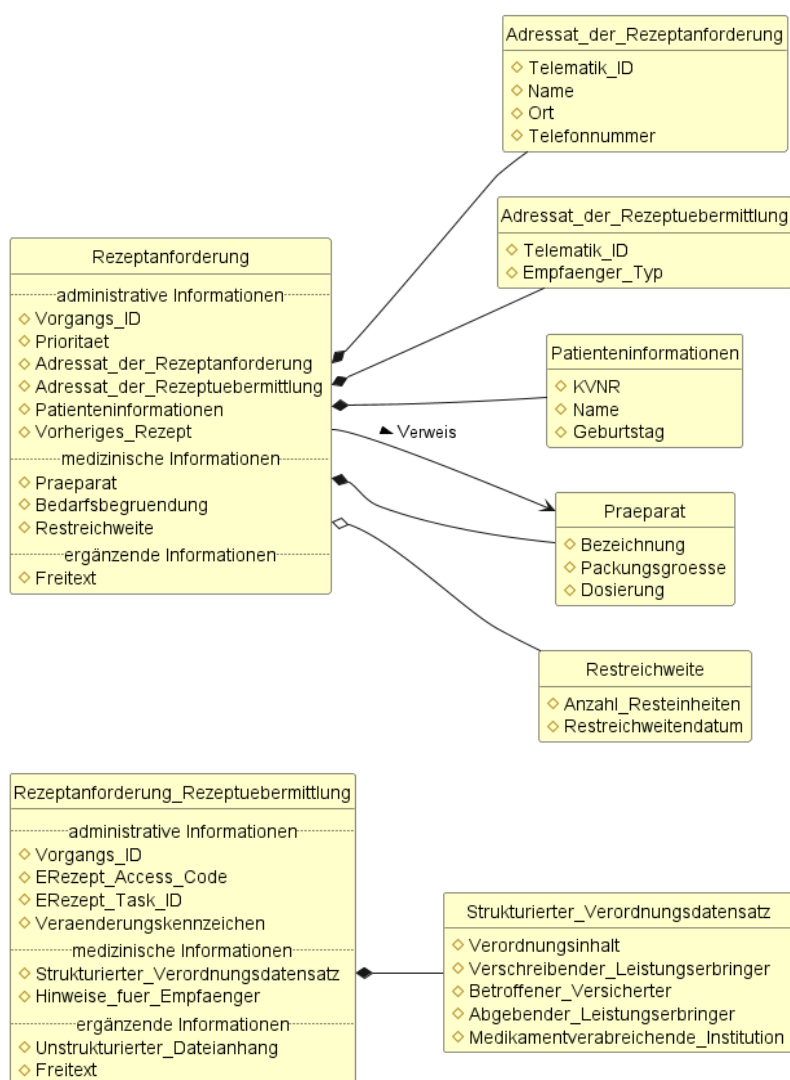 Adressat_der_Rezeptanforderung
Telematik_ID
Name
Ort
Telefonnummer
Adressat_der_Rezeptuebermittlung
Telematik_ID
Empfaenger_Typ
Rezeptanforderung
administrative Informationen
Vorgangs_ID
Prioritaet
Adressat_der_Rezeptanforderung
Adressat_der_Rezeptuebermittlung
Patienteninformationen
Vorheriges_Rezept
medizinische Informationen
Praeparat
Bedarfsbegruendung
Restreichweite
ergänzende Informationen
Freitext
Patienteninformationen
KVNR
Name
Geburtstag
Verweis
Praeparat
Bezeichnung
Packungsgroesse
Dosierung
Restreichweite
Anzahl_Resteinheiten
Restreichweitendatum
Rezeptanforderung_Rezeptuebermittlung
administrative Informationen
Vorgangs_ID
ERezept_Access_Code
ERezept_Task_ID
Veraenderungskennzeichen
medizinische Informationen
Strukturierter_Verordnungsdatensatz
Hinweise_fuer_Empfaenger
ergänzende Informationen
Unstrukturierter_Dateianhang
Freitext
Strukturierter_Verordnungsdatensatz
Verordnungsinhalt
Verschreibender_Leistungserbringer
Betroffener_Versicherter
Abgebender_Leistungserbringer
Medikamentverabreichende_Institution